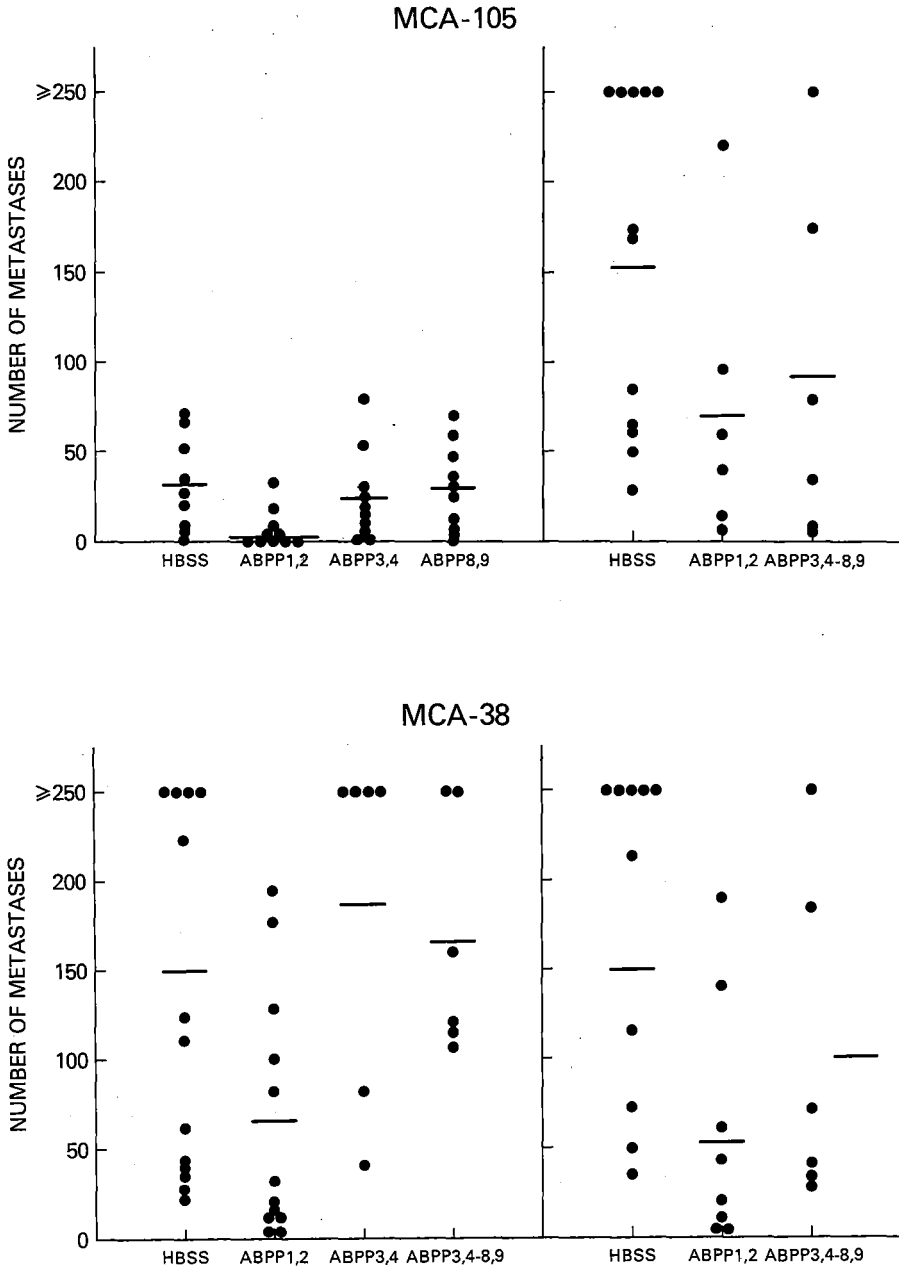 MCA-105
NUMBER OF METASTASES
≥250
200
150
100
50
0
HBSS ABPP1,2 ABPP3,4 ABPP8,9
HBSS ABPP1,2 ABPP3,4-8,9
MCA-38
NUMBER OF METASTASES
≥250
200
150
100
50
0
HBSS ABPP1,2 ABPP3,4 ABPP3,4-8,9
HBSS ABPP1,2 ABPP3,4-8,9